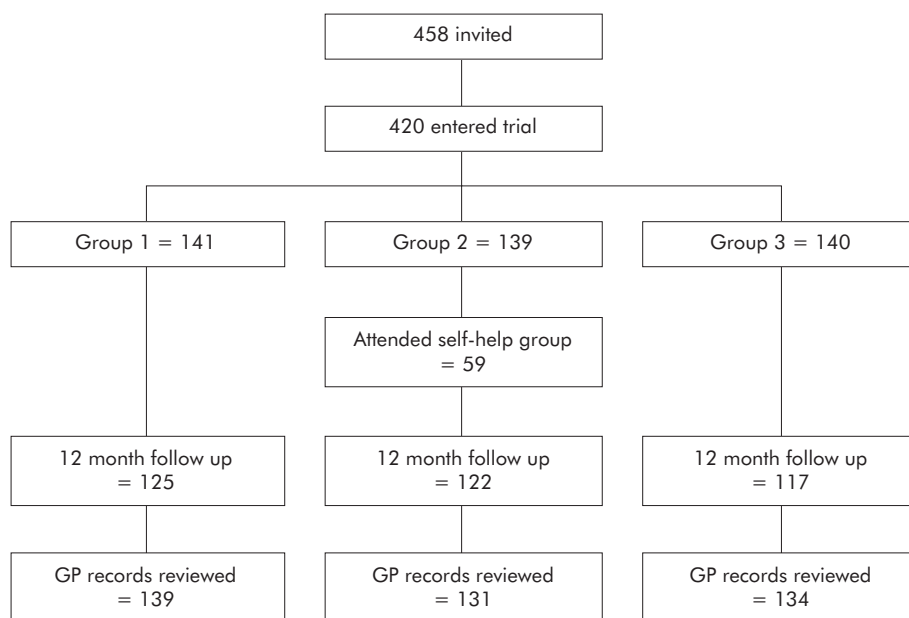 458 invited
420 entered trial
Group 1 = 141
Group 2 = 139
Group 3 = 140
Attended self-help group
= 59
12 month follow up
= 125
12 month follow up
= 122
12 month follow up
= 117
GP records reviewed
= 139
GP records reviewed
= 131
GP records reviewed
= 134